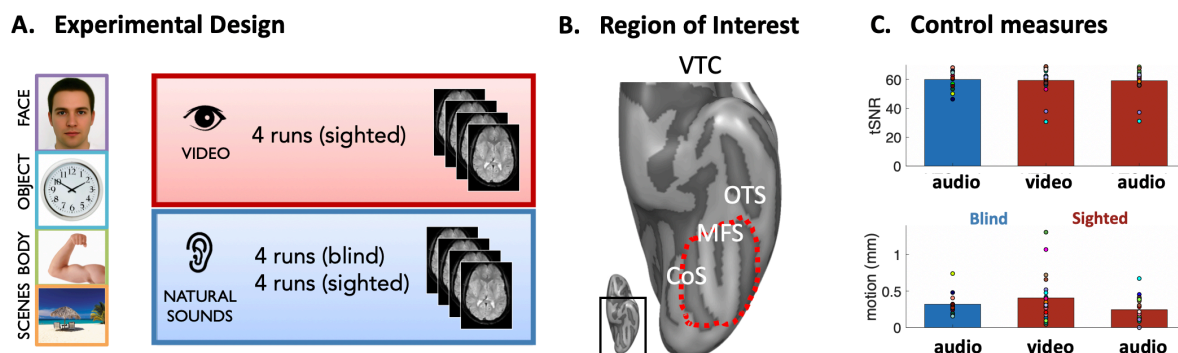 A. Experimental Design
FACE
OBJECT
BODY
SCENES
VIDEO
4 runs (sighted)
NATURAL
SOUNDS
4 runs (blind)
4 runs (sighted)
B. Region of Interest
VTC
OTS
MFS
CoS
C. Control measures
tSNR
60
40
20
0
audio
video
audio
Blind
Sighted
motion (mm)
1
0.5
0
audio
video
audio